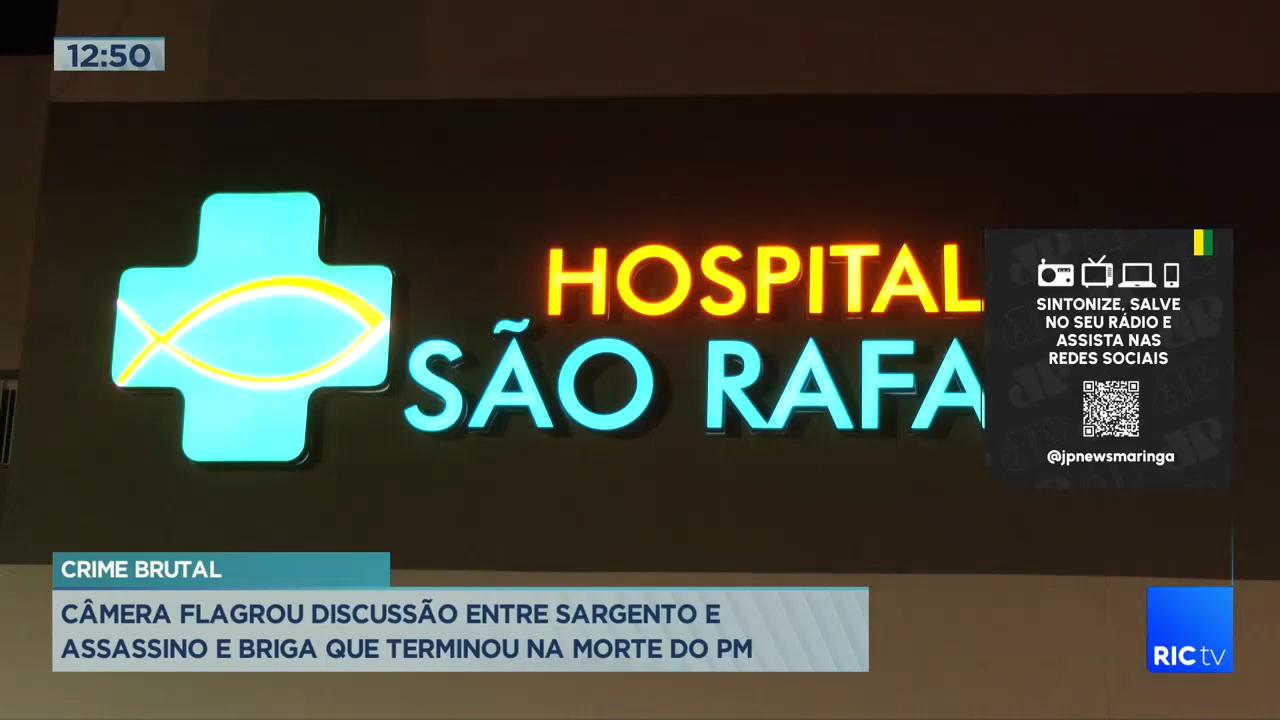 12:50
HOSPITAL
SÃO RAFA
SINTONIZE, SALVE
NO SEU RÁDIO E
ASSISTA NAS
REDES SOCIAIS
@jpnewsmaringa
CRIME BRUTAL
CÂMERA FLAGROU DISCUSSÃO ENTRE SARGENTO E
ASSASSINO E BRIGA QUE TERMINOU NA MORTE DO PM
RIC tv